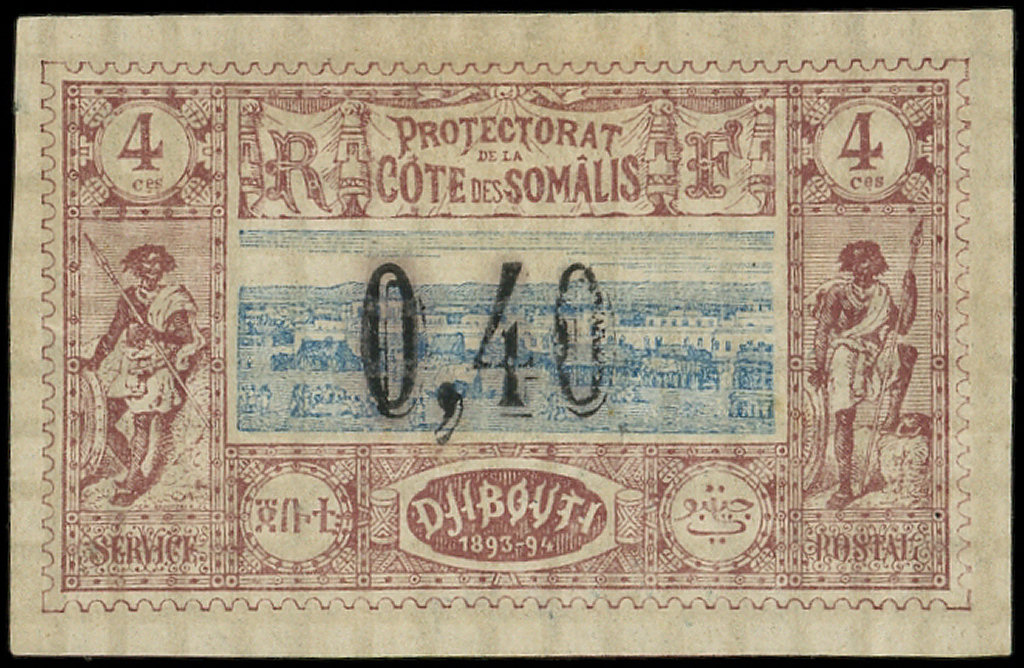 4
ces
R
PROTECTORAT
DE LA
CÔTE DES SOMÂLIS
F
4
ces
0,40
SERVICE
DJIBOUTI
1893-94
POSTAL